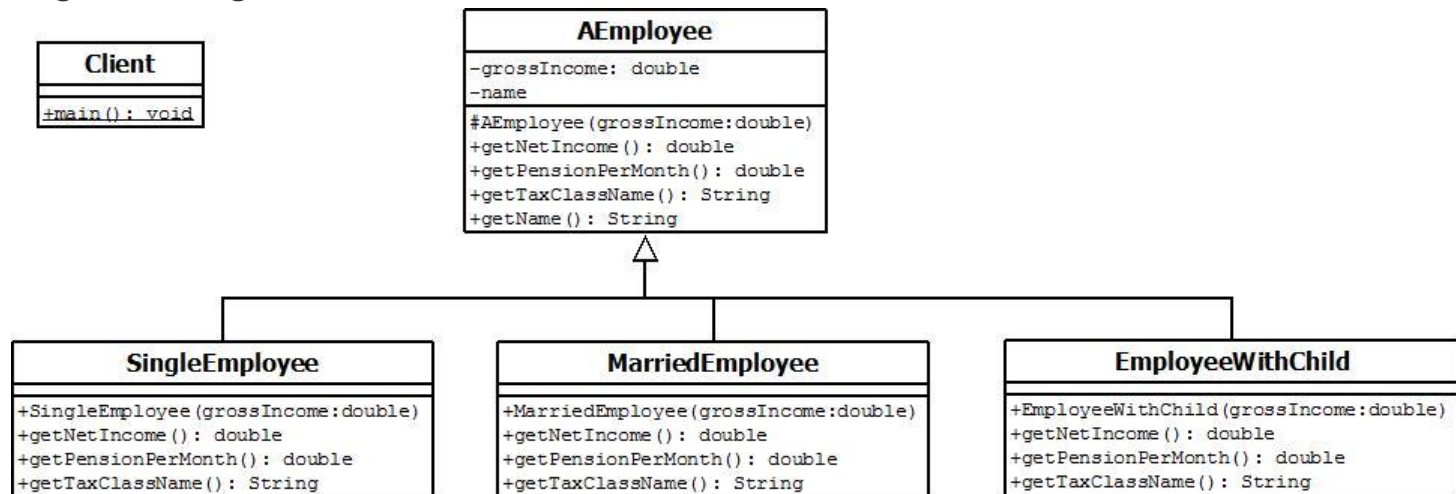 Client
+main(): void
AEmployee
-grossIncome: double
-name
#AEmployee(grossIncome:double)
+getNetIncome(): double
+getPensionPerMonth(): double
+getTaxClassName(): String
+getName(): String
SingleEmployee
+SingleEmployee(grossIncome:double)
+getNetIncome(): double
+getPensionPerMonth(): double
+getTaxClassName(): String
MarriedEmployee
+MarriedEmployee(grossIncome:double)
+getNetIncome(): double
+getPensionPerMonth(): double
+getTaxClassName(): String
EmployeeWithChild
+EmployeeWithChild(grossIncome:double)
+getNetIncome(): double
+getPensionPerMonth(): double
+getTaxClassName(): String